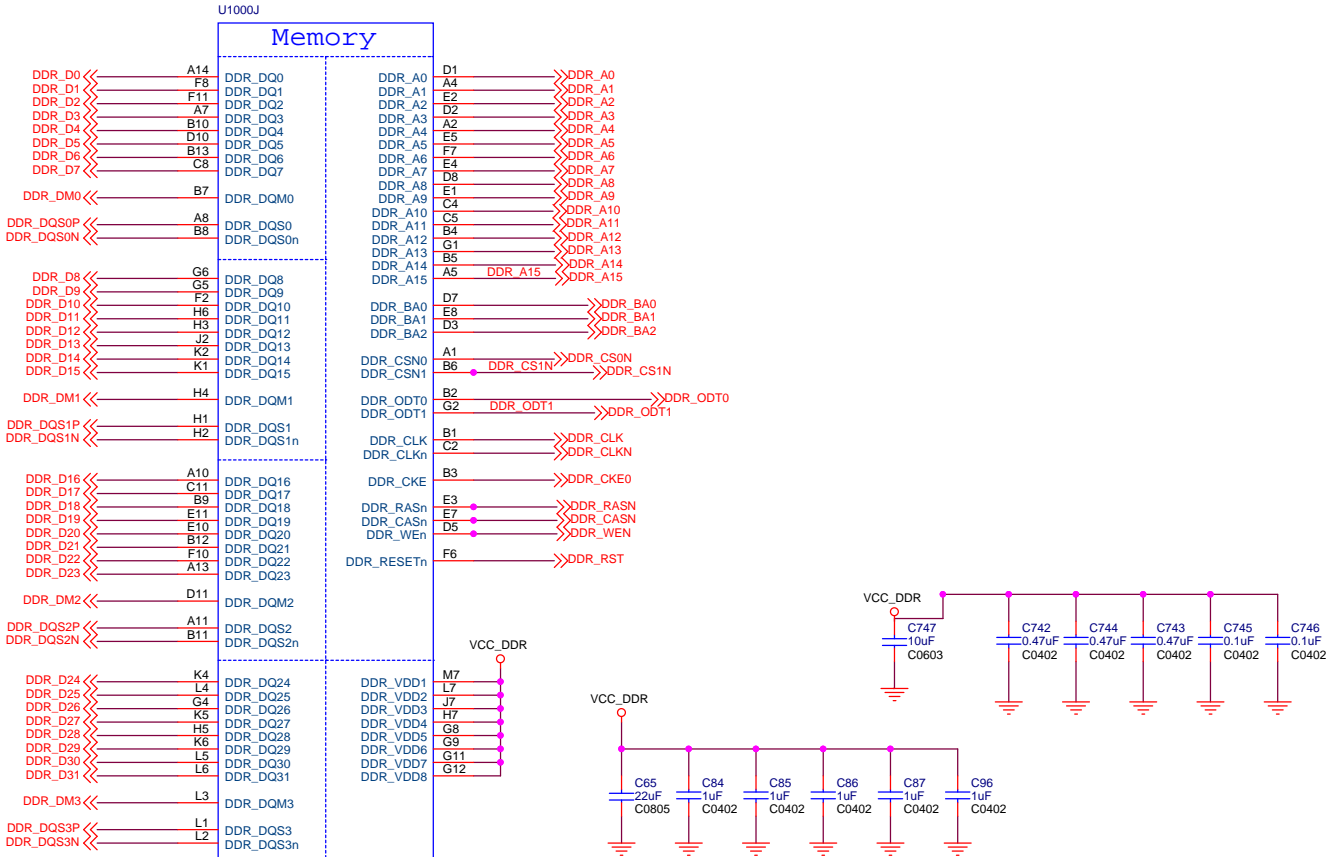 U1000J
Memory
DDR_D0 A14 DDR_DQ0 DDR_A0 D1 DDR_A0
DDR_D1 F8 DDR_DQ1 DDR_A1 A4 DDR_A1
DDR_D2 F11 DDR_DQ2 DDR_A2 E2 DDR_A2
DDR_D3 A7 DDR_DQ3 DDR_A3 D2 DDR_A3
DDR_D4 B10 DDR_DQ4 DDR_A4 A2 DDR_A4
DDR_D5 D10 DDR_DQ5 DDR_A5 E5 DDR_A5
DDR_D6 B13 DDR_DQ6 DDR_A6 F7 DDR_A6
DDR_D7 C8 DDR_DQ7 DDR_A7 E4 DDR_A7
DDR_A8 D8 DDR_A8
DDR_DM0 B7 DDR_DQM0 DDR_A9 E1 DDR_A9
DDR_A10 C4 DDR_A10
DDR_DQS0P A8 DDR_DQS0 DDR_A11 C5 DDR_A11
DDR_DQS0N B8 DDR_DQS0n DDR_A12 B4 DDR_A12
DDR_A13 G1 DDR_A13
DDR_A14 B5 DDR_A14
DDR_D8 G6 DDR_DQ8 DDR_A15 A5 DDR_A15 DDR_A15
DDR_D9 G5 DDR_DQ9
DDR_D10 F2 DDR_DQ10 DDR_BA0 D7 DDR_BA0
DDR_D11 H6 DDR_DQ11 DDR_BA1 E8 DDR_BA1
DDR_D12 H3 DDR_DQ12 DDR_BA2 D3 DDR_BA2
DDR_D13 J2 DDR_DQ13
DDR_D14 K2 DDR_DQ14 DDR_CSN0 A1 DDR_CS0N
DDR_D15 K1 DDR_DQ15 DDR_CSN1 B6 DDR_CS1N DDR_CS1N
DDR_DM1 H4 DDR_DQM1 DDR_ODT0 B2 DDR_ODT0
DDR_ODT1 G2 DDR_ODT1 DDR_ODT1
DDR_DQS1P H1 DDR_DQS1 DDR_CLK B1 DDR_CLK
DDR_DQS1N H2 DDR_DQS1n DDR_CLKn C2 DDR_CLKN
DDR_D16 A10 DDR_DQ16 DDR_CKE B3 DDR_CKE0
DDR_D17 C11 DDR_DQ17
DDR_D18 B9 DDR_DQ18 DDR_RASn E3 DDR_RASN
DDR_D19 E11 DDR_DQ19 DDR_CASn E7 DDR_CASN
DDR_D20 E10 DDR_DQ20 DDR_WEn D5 DDR_WEN
DDR_D21 B12 DDR_DQ21
DDR_D22 F10 DDR_DQ22 DDR_RESETn F6 DDR_RST
DDR_D23 A13 DDR_DQ23
DDR_DM2 D11 DDR_DQM2
DDR_DQS2P A11 DDR_DQS2
DDR_DQS2N B11 DDR_DQS2n
VCC_DDR
DDR_D24 K4 DDR_DQ24 DDR_VDD1 M7
DDR_D25 L4 DDR_DQ25 DDR_VDD2 L7
DDR_D26 G4 DDR_DQ26 DDR_VDD3 J7
DDR_D27 K5 DDR_DQ27 DDR_VDD4 H7
DDR_D28 H5 DDR_DQ28 DDR_VDD5 G8
DDR_D29 K6 DDR_DQ29 DDR_VDD6 G9
DDR_D30 L5 DDR_DQ30 DDR_VDD7 G11
DDR_D31 L6 DDR_DQ31 DDR_VDD8 G12
DDR_DM3 L3 DDR_DQM3
DDR_DQS3P L1 DDR_DQS3
DDR_DQS3N L2 DDR_DQS3n
VCC_DDR
C747 C742 C744 C743 C745 C746
10uF 0.47uF 0.47uF 0.47uF 0.1uF 0.1uF
C0603 C0402 C0402 C0402 C0402 C0402
VCC_DDR
C65 C84 C85 C86 C87 C96
22uF 1uF 1uF 1uF 1uF 1uF
C0805 C0402 C0402 C0402 C0402 C0402